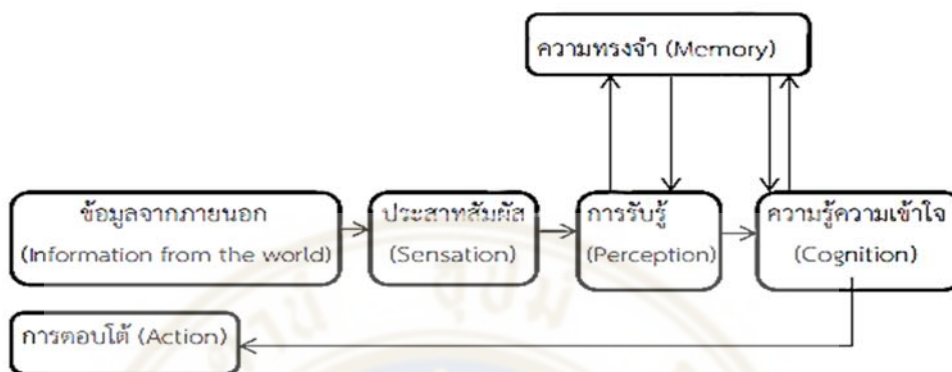 ความทรงจำ (Memory)
ข้อมูลจากภายนอก
(Information from the world)
ประสาทสัมผัส
(Sensation)
การรับรู้
(Perception)
ความรู้ความเข้าใจ
(Cognition)
การตอบโต้ (Action)